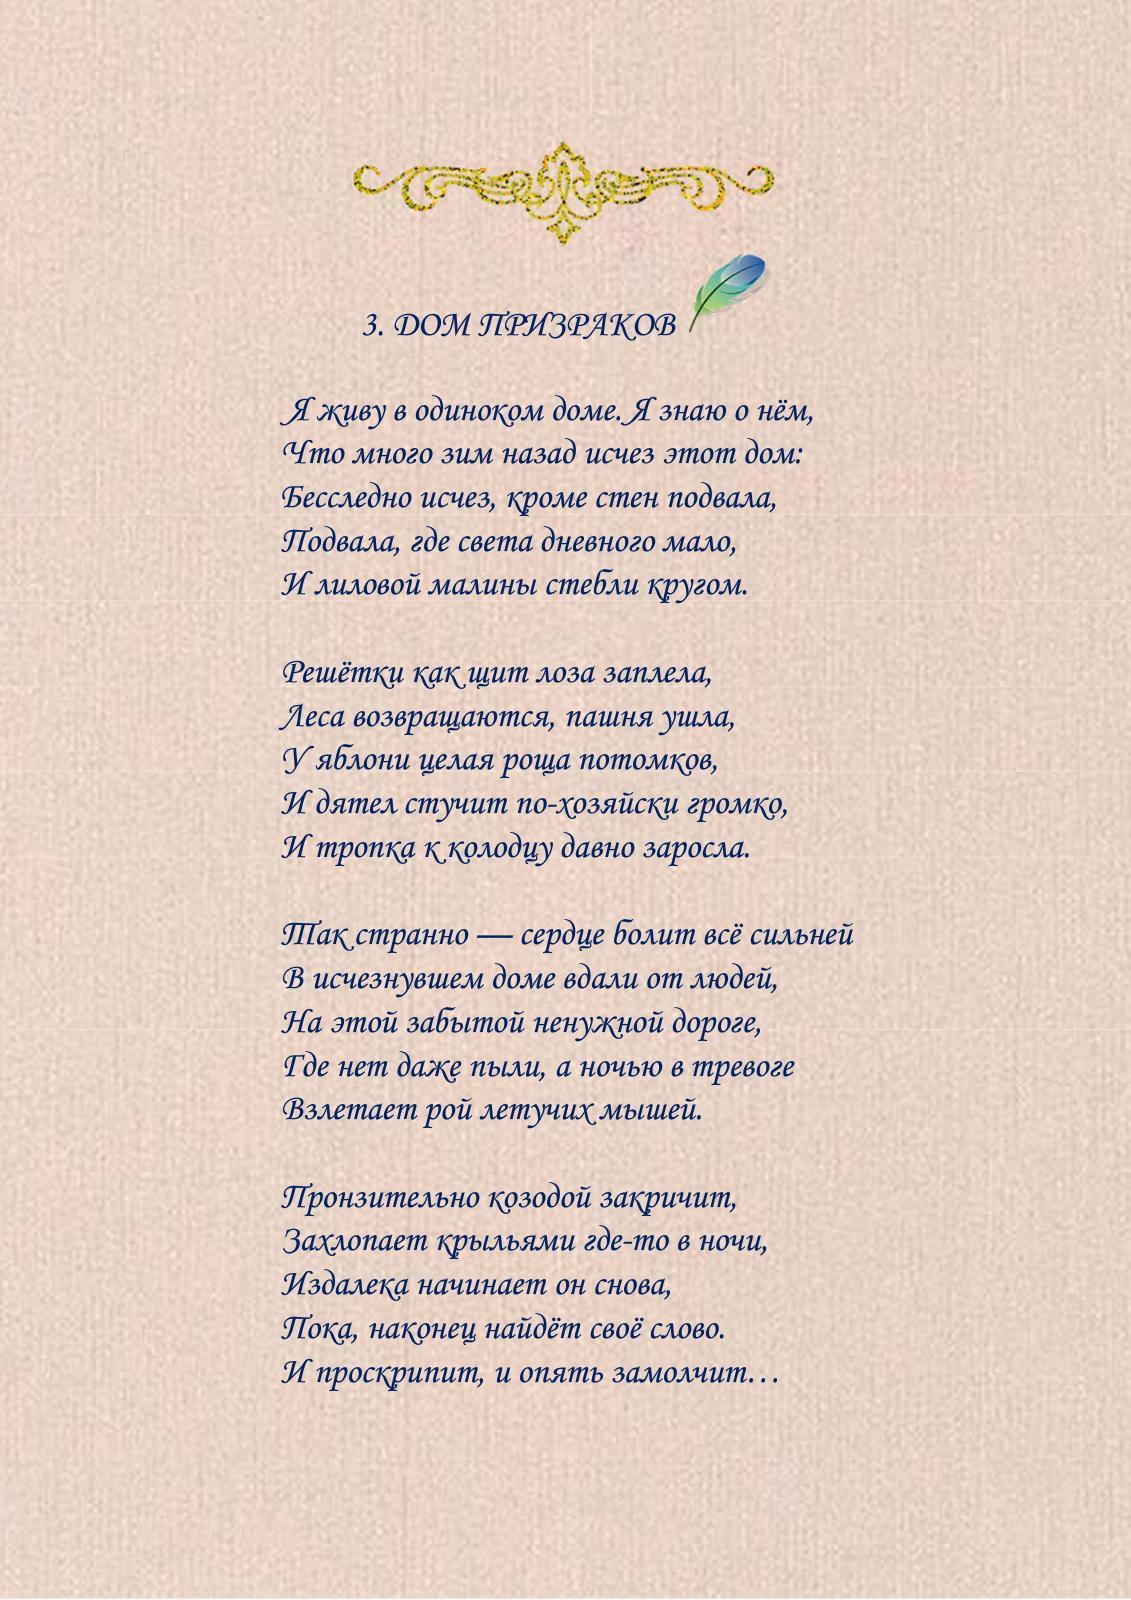 3. ДОМ ПРИЗРАКОВ
Я живу в одиноком доме. Я знаю о нём,
Что много зим назад исчез этот дом:
Бесследно исчез, кроме стен подвала,
Подвала, где света дневного мало,
И лиловой малины стебли кругом.
Решётки как щит лоза заплела,
Леса возвращаются, пашня ушла,
У яблони целая роща потомков,
И дятел стучит по-хозяйски громко,
И тропка к колодцу давно заросла.
Так странно — сердце болит всё сильней
В исчезнувшем доме вдали от людей,
На этой забытой ненужной дороге,
Где нет даже пыли, а ночью в тревоге
Взлетает рой летучих мышей.
Пронзительно козодой закричит,
Захлопает крыльями где-то в ночи,
Издалека начинает он снова,
Пока, наконец найдёт своё слово.
И проскрипит, и опять замолчит…